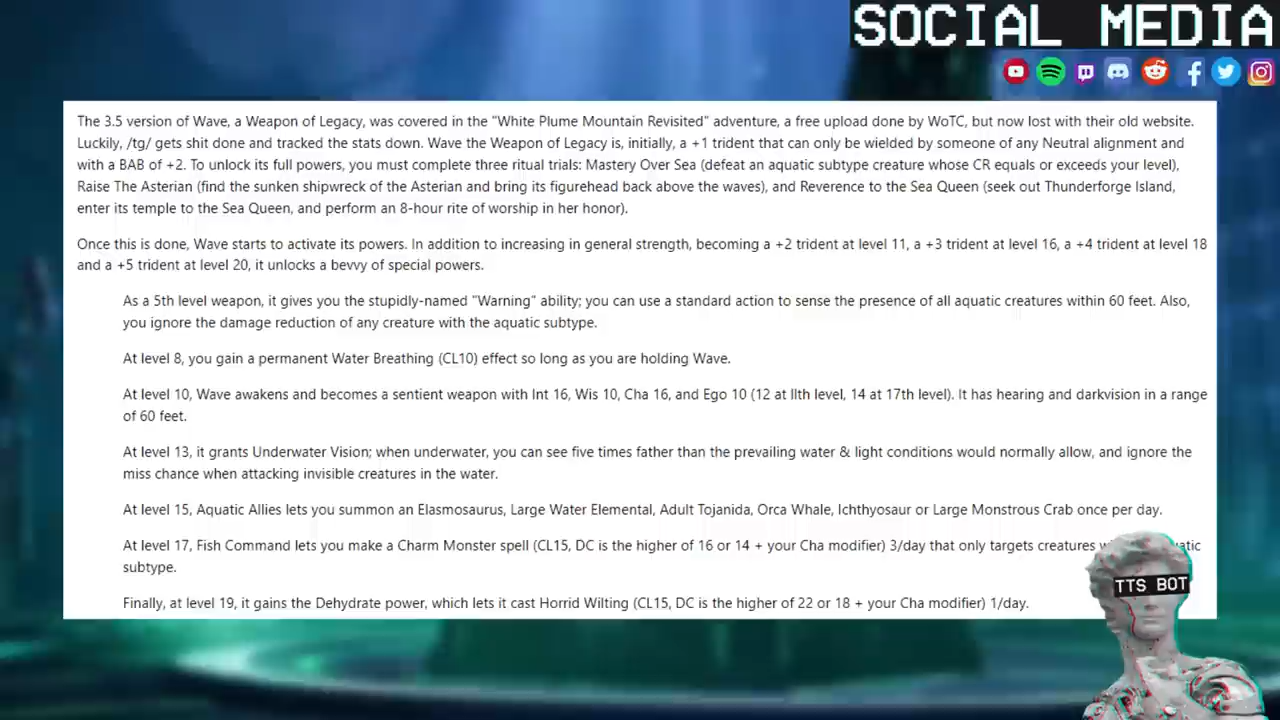 SOCIAL MEDIA
The 3.5 version of Wave, a Weapon of Legacy, was covered in the "White Plume Mountain Revisited" adventure, a free upload done by WoTC, but now lost with their old website.
Luckily, /tg/ gets shit done and tracked the stats down. Wave the Weapon of Legacy is, initially, a +1 trident that can only be wielded by someone of any Neutral alignment and
with a BAB of +2. To unlock its full powers, you must complete three ritual trials: Mastery Over Sea (defeat an aquatic subtype creature whose CR equals or exceeds your level),
Raise The Asterian (find the sunken shipwreck of the Asterian and bring its figurehead back above the waves), and Reverence to the Sea Queen (seek out Thunderforge Island,
enter its temple to the Sea Queen, and perform an 8-hour rite of worship in her honor).
Once this is done, Wave starts to activate its powers. In addition to increasing in general strength, becoming a +2 trident at level 11, a +3 trident at level 16, a +4 trident at level 18
and a +5 trident at level 20, it unlocks a bevvy of special powers.
As a 5th level weapon, it gives you the stupidly-named "Warning" ability; you can use a standard action to sense the presence of all aquatic creatures within 60 feet. Also,
you ignore the damage reduction of any creature with the aquatic subtype.
At level 8, you gain a permanent Water Breathing (CL10) effect so long as you are holding Wave.
At level 10, Wave awakens and becomes a sentient weapon with Int 16, Wis 10, Cha 16, and Ego 10 (12 at llth level, 14 at 17th level). It has hearing and darkvision in a range
of 60 feet.
At level 13, it grants Underwater Vision; when underwater, you can see five times father than the prevailing water & light conditions would normally allow, and ignore the
miss chance when attacking invisible creatures in the water.
At level 15, Aquatic Allies lets you summon an Elasmosaurus, Large Water Elemental, Adult Tojanida, Orca Whale, Ichthyosaur or Large Monstrous Crab once per day.
At level 17, Fish Command lets you make a Charm Monster spell (CL15, DC is the higher of 16 or 14 + your Cha modifier) 3/day that only targets creatures
subtype.
Finally, at level 19, it gains the Dehydrate power, which lets it cast Horrid Wilting (CL15, DC is the higher of 22 or 18 + your Cha modifier) 1/day.
TTS BOT